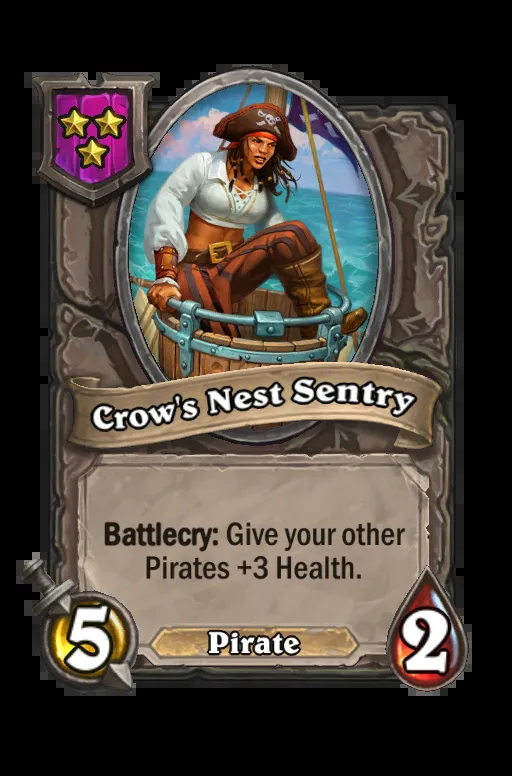 Crow's Nest Sentry
Battlecry: Give your other
Pirates +3 Health.
5
Pirate
2